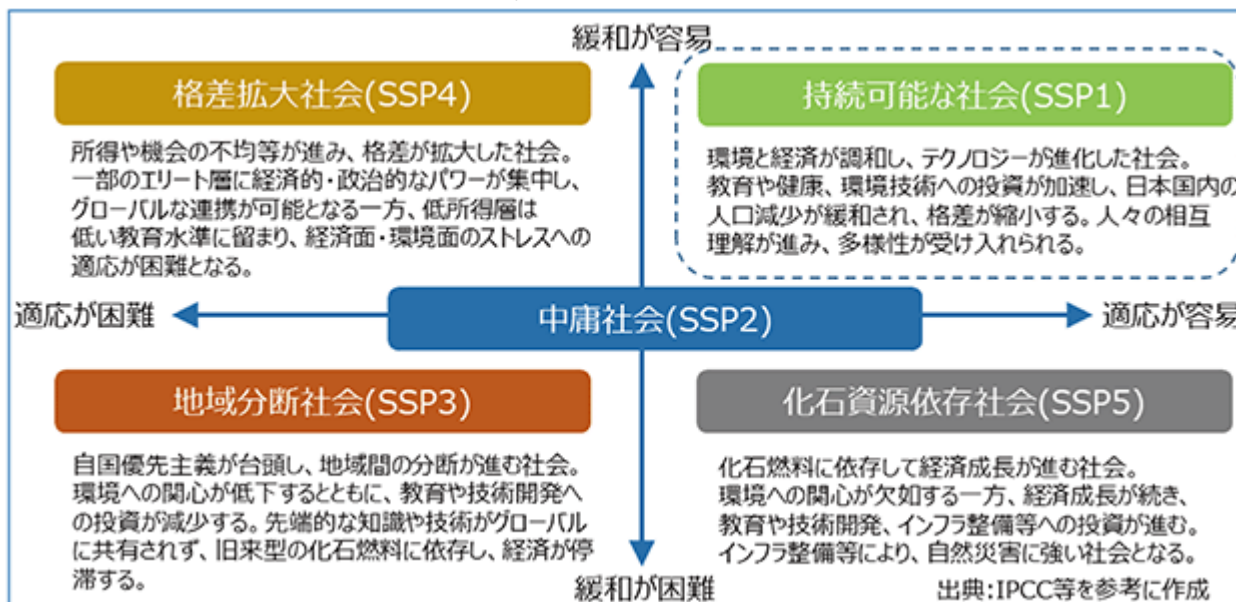 緩和が容易
格差拡大社会(SSP4)
所得や機会の不均等が進み、格差が拡大した社会。
一部のエリート層に経済的・政治的なパワーが集中し、
グローバルな連携が可能となる一方、低所得層は
低い教育水準に留まり、経済面・環境面のストレスへの
適応が困難となる。
持続可能な社会(SSP1)
環境と経済が調和し、テクノロジーが進化した社会。
教育や健康、環境技術への投資が加速し、日本国内の
人口減少が緩和され、格差が縮小する。人々の相互
理解が進み、多様性が受け入れられる。
適応が困難
中庸社会(SSP2)
適応が容易
地域分断社会(SSP3)
自国優先主義が台頭し、地域間の分断が進む社会。
環境への関心が低下するとともに、教育や技術開発へ
の投資が減少する。先端的な知識や技術がグローバル
に共有されず、旧来型の化石燃料に依存し、経済が停
滞する。
化石資源依存社会(SSP5)
化石燃料に依存して経済成長が進む社会。
環境への関心が欠如する一方、経済成長が続き、
教育や技術開発、インフラ整備等への投資が進む。
インフラ整備等により、自然災害に強い社会となる。
緩和が困難
出典:IPCC等を参考に作成